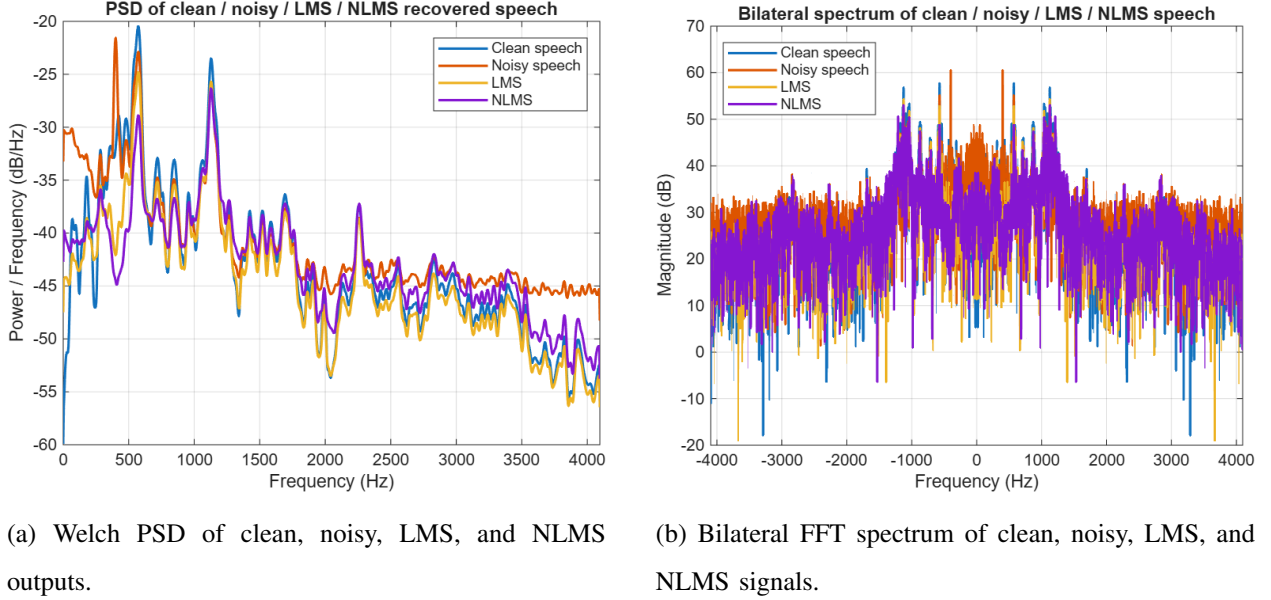 PSD of clean / noisy / LMS / NLMS recovered speech
-20
-25
-30
-35
-40
-45
-50
-55
-60
Power / Frequency (dB/Hz)
Clean speech
Noisy speech
LMS
NLMS
0 500 1000 1500 2000 2500 3000 3500 4000
Frequency (Hz)
(a) Welch PSD of clean, noisy, LMS, and NLMS
outputs.
Bilateral spectrum of clean / noisy / LMS / NLMS speech
70
60
50
40
30
20
10
0
-10
-20
Magnitude (dB)
Clean speech
Noisy speech
LMS
NLMS
-4000 -3000 -2000 -1000 0 1000 2000 3000 4000
Frequency (Hz)
(b) Bilateral FFT spectrum of clean, noisy, LMS, and
NLMS signals.